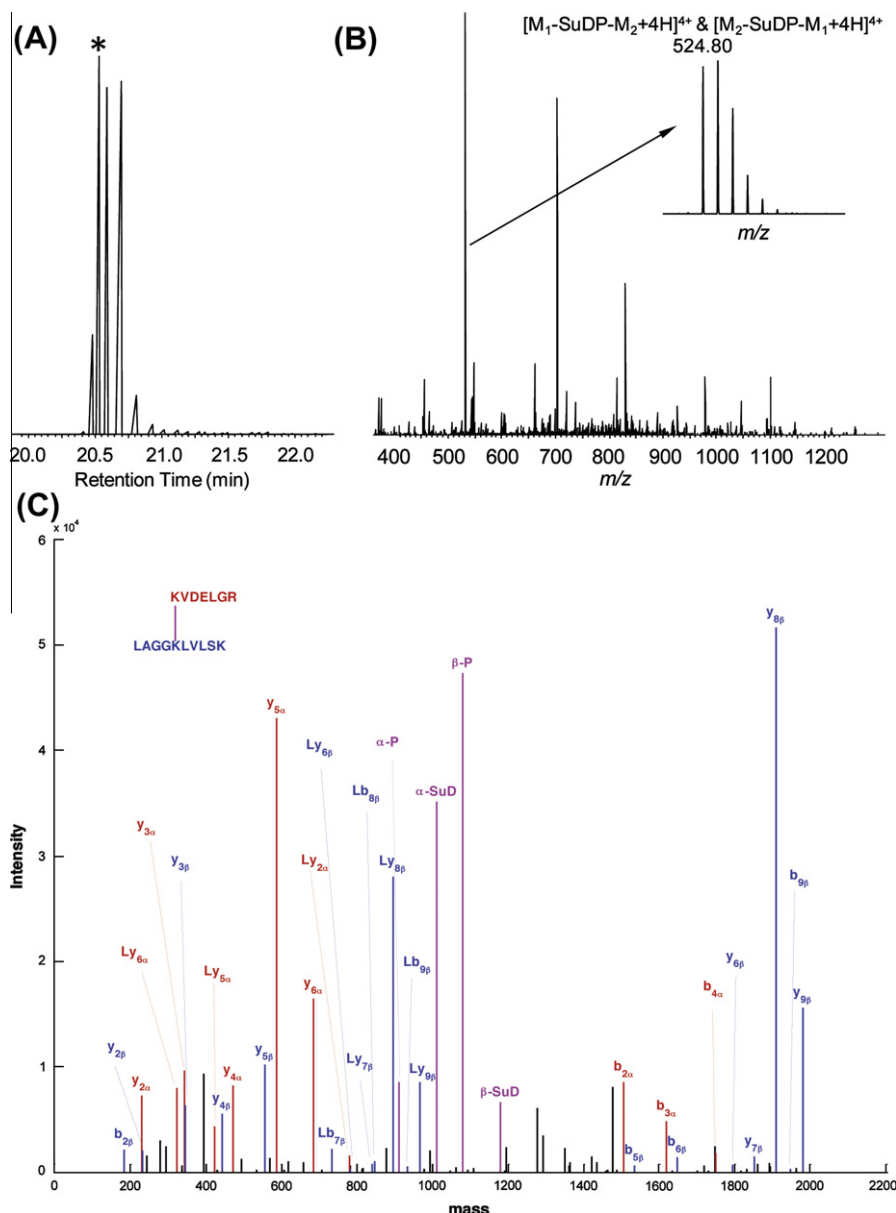 (A)
*
20.0 20.5 21.0 21.5 22.0
Retention Time (min)
(B)
[M₁-SuDP-M₂+4H]⁴⁺ & [M₂-SuDP-M₁+4H]⁴⁺
524.80
m/z
400 500 600 700 800 900 1000 1100 1200
m/z
(C)
x 10⁴
6
5
4
3
2
1
0
Intensity
KVDELGR
LAGGKLVLSK
y₈β
β-P
y₅α
Ly₆β
α-P
α-SuD
Lb₈β
y₃α
y₃β
Ly₂α
Ly₈β
b₉β
Ly₆α
Ly₅α
Lb₉β
y₆β
b₄α
y₆α
y₉β
y₂β
y₅β
Ly₇β
Ly₉β
y₂α
y₄α
β-SuD
b₂α
y₄β
b₃α
b₂β
Lb₇β
b₅β
b₆β
y₇β
0 200 400 600 800 1000 1200 1400 1600 1800 2000 2200
mass